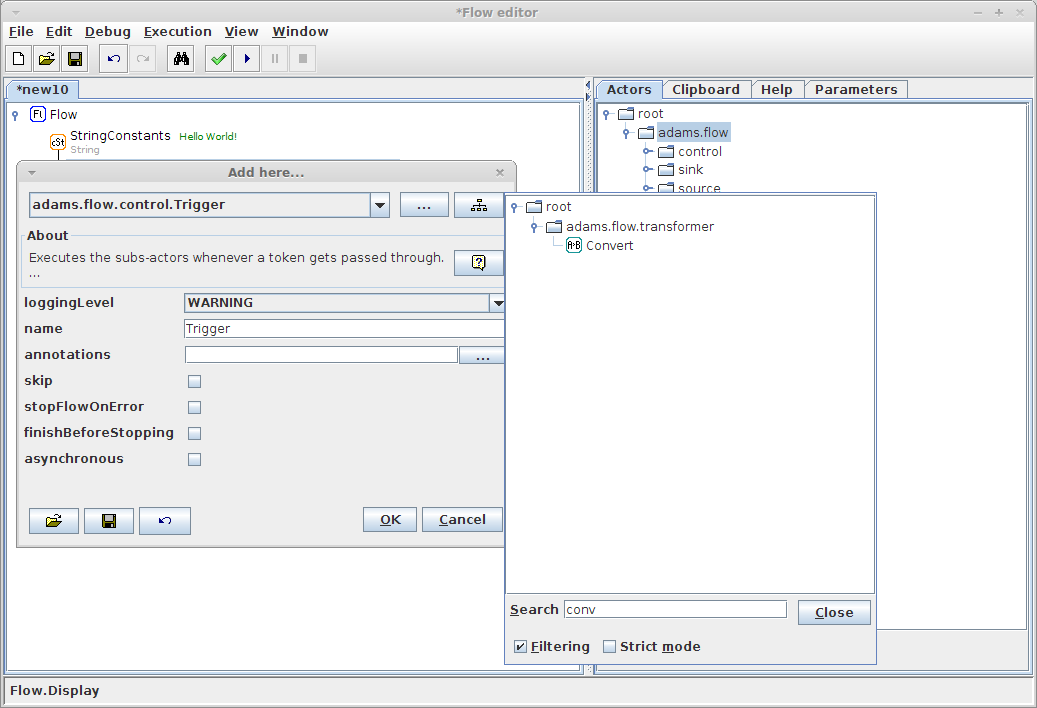 *Flow editor
File Edit Debug Execution View Window
*new10
Fl Flow
cSt StringConstants Hello World!
String
Actors Clipboard Help Parameters
root
adams.flow
control
sink
source
Add here...
adams.flow.control.Trigger ...
About
Executes the subs-actors whenever a token gets passed through.
...
loggingLevel WARNING
name Trigger
annotations ...
skip
stopFlowOnError
finishBeforeStopping
asynchronous
OK Cancel
root
adams.flow.transformer
A›B Convert
Search conv Close
Filtering Strict mode
Flow.Display